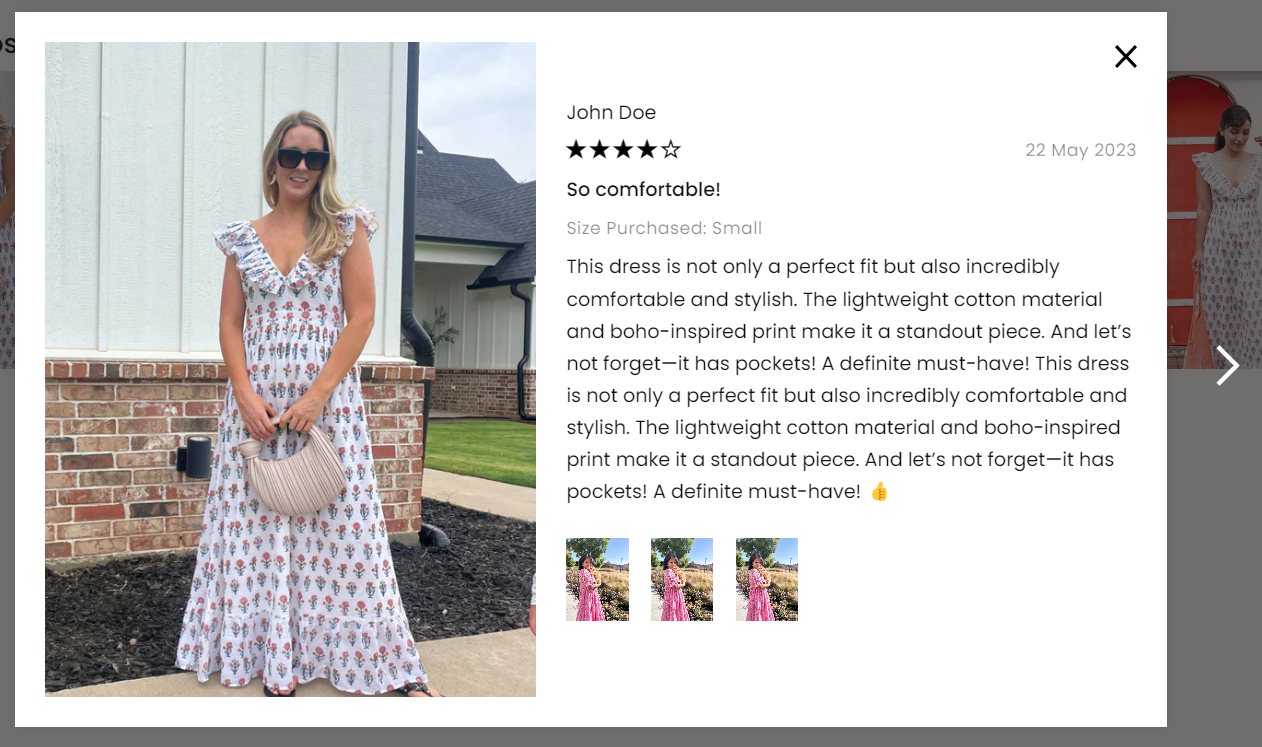 John Doe
22 May 2023
So comfortable!
Size Purchased: Small
This dress is not only a perfect fit but also incredibly
comfortable and stylish. The lightweight cotton material
and boho-inspired print make it a standout piece. And let’s
not forget—it has pockets! A definite must-have! This dress
is not only a perfect fit but also incredibly comfortable and
stylish. The lightweight cotton material and boho-inspired
print make it a standout piece. And let’s not forget—it has
pockets! A definite must-have! 👍